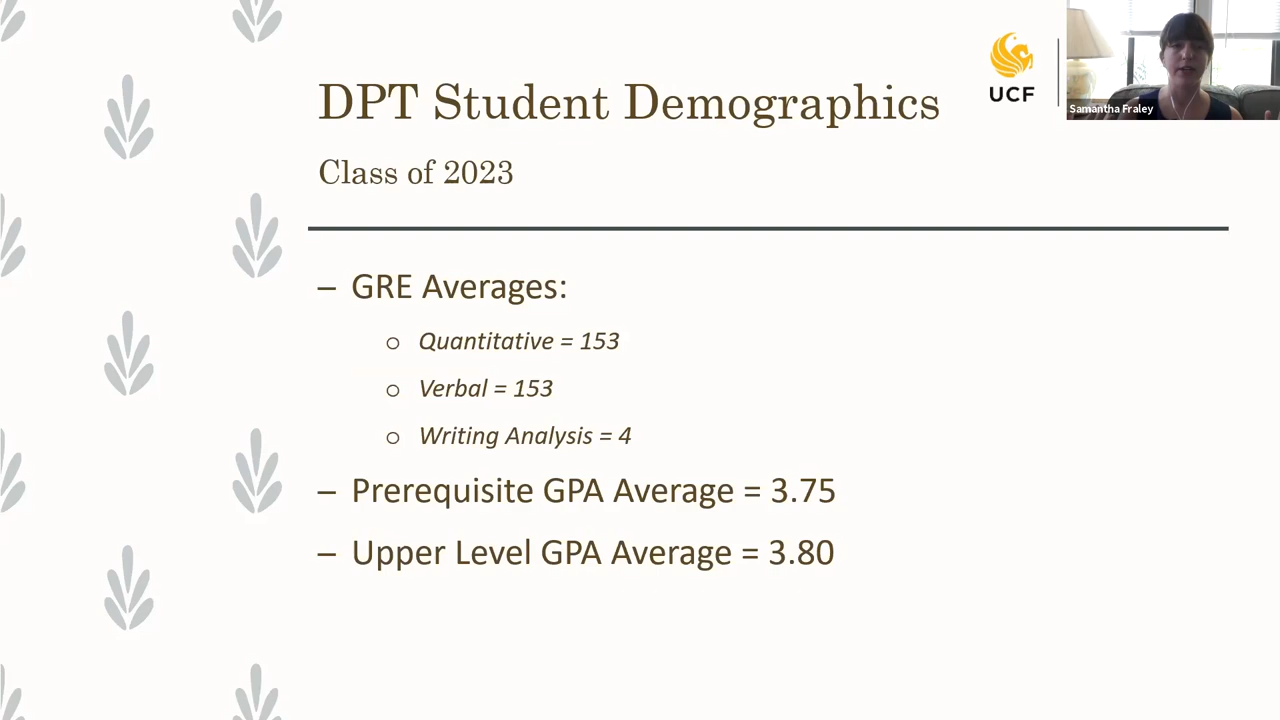 DPT Student Demographics
UCF
Samantha Fraley
Class of 2023
– GRE Averages:
o Quantitative = 153
o Verbal = 153
o Writing Analysis = 4
– Prerequisite GPA Average = 3.75
– Upper Level GPA Average = 3.80